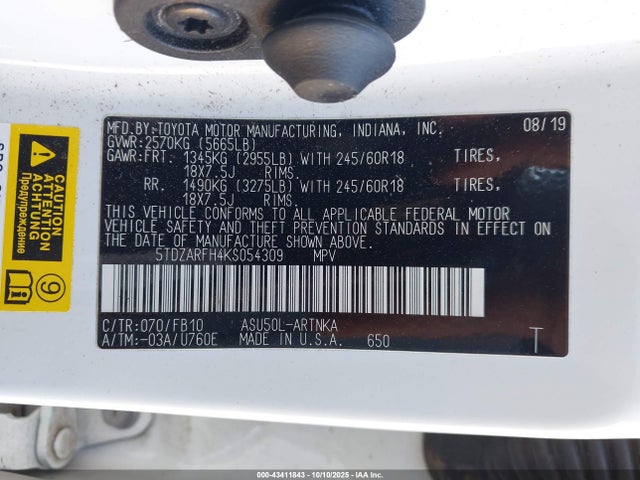 MFD.BY:TOYOTA MOTOR MANUFACTURING, INDIANA, INC. 08/19
GVWR:2570KG (5665LB)
GAWR:FRT. 1345KG (2955LB) WITH 245/60R18 TIRES,
18X7.5J RIMS.
RR. 1490KG (3275LB) WITH 245/60R18 TIRES,
18X7.5J RIMS.
THIS VEHICLE CONFORMS TO ALL APPLICABLE FEDERAL MOTOR
VEHICLE SAFETY AND THEFT PREVENTION STANDARDS IN EFFECT ON
THE DATE OF MANUFACTURE SHOWN ABOVE.
5TDZARFH4KS054309 MPV
C/TR:070/FB10 ASU50L-ARTNKA
A/TM:-03A/U760E MADE IN U.S.A. 650 T
CAUTION
ATTENTION
ACHTUNG
Предупреждение
9
000-43411843 | 10/10/2025 | IAAI.COM